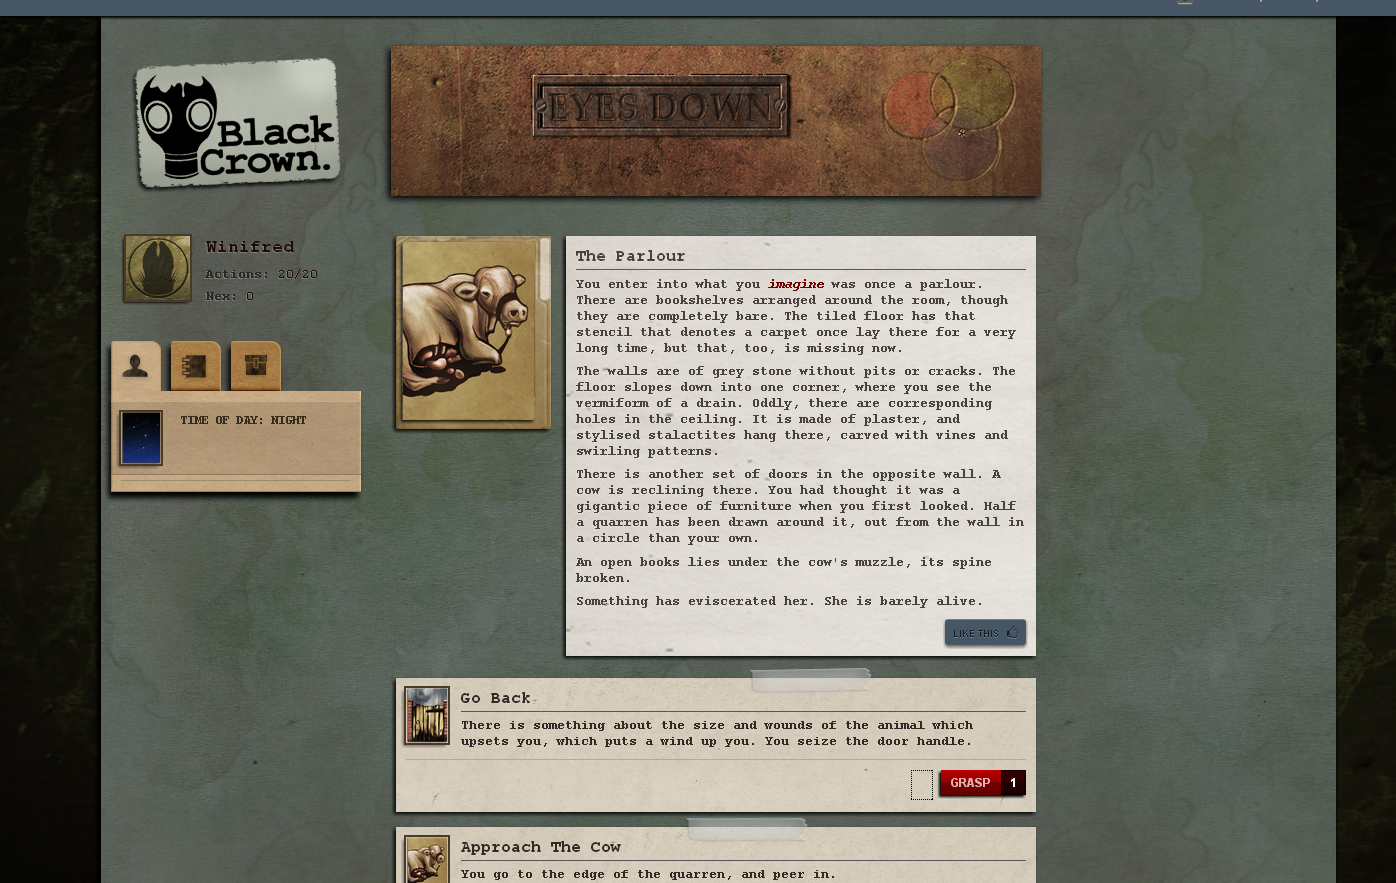 EYES DOWN
Black
Crown.
Winifred
Actions: 20/20
Nex: 0
TIME OF DAY: NIGHT
The Parlour
You enter into what you imagine was once a parlour.
There are bookshelves arranged around the room, though
they are completely bare. The tiled floor has that
stencil that denotes a carpet once lay there for a very
long time, but that, too, is missing now.
The walls are of grey stone without pits or cracks. The
floor slopes down into one corner, where you see the
vermiform of a drain. Oddly, there are corresponding
holes in the ceiling. It is made of plaster, and
stylised stalactites hang there, carved with vines and
swirling patterns.
There is another set of doors in the opposite wall. A
cow is reclining there. You had thought it was a
gigantic piece of furniture when you first looked. Half
a quarren has been drawn around it, out from the wall in
a circle than your own.
An open books lies under the cow's muzzle, its spine
broken.
Something has eviscerated her. She is barely alive.
LIKE THIS
Go Back
There is something about the size and wounds of the animal which
upsets you, which puts a wind up you. You seize the door handle.
GRASP 1
Approach The Cow
You go to the edge of the quarren, and peer in.